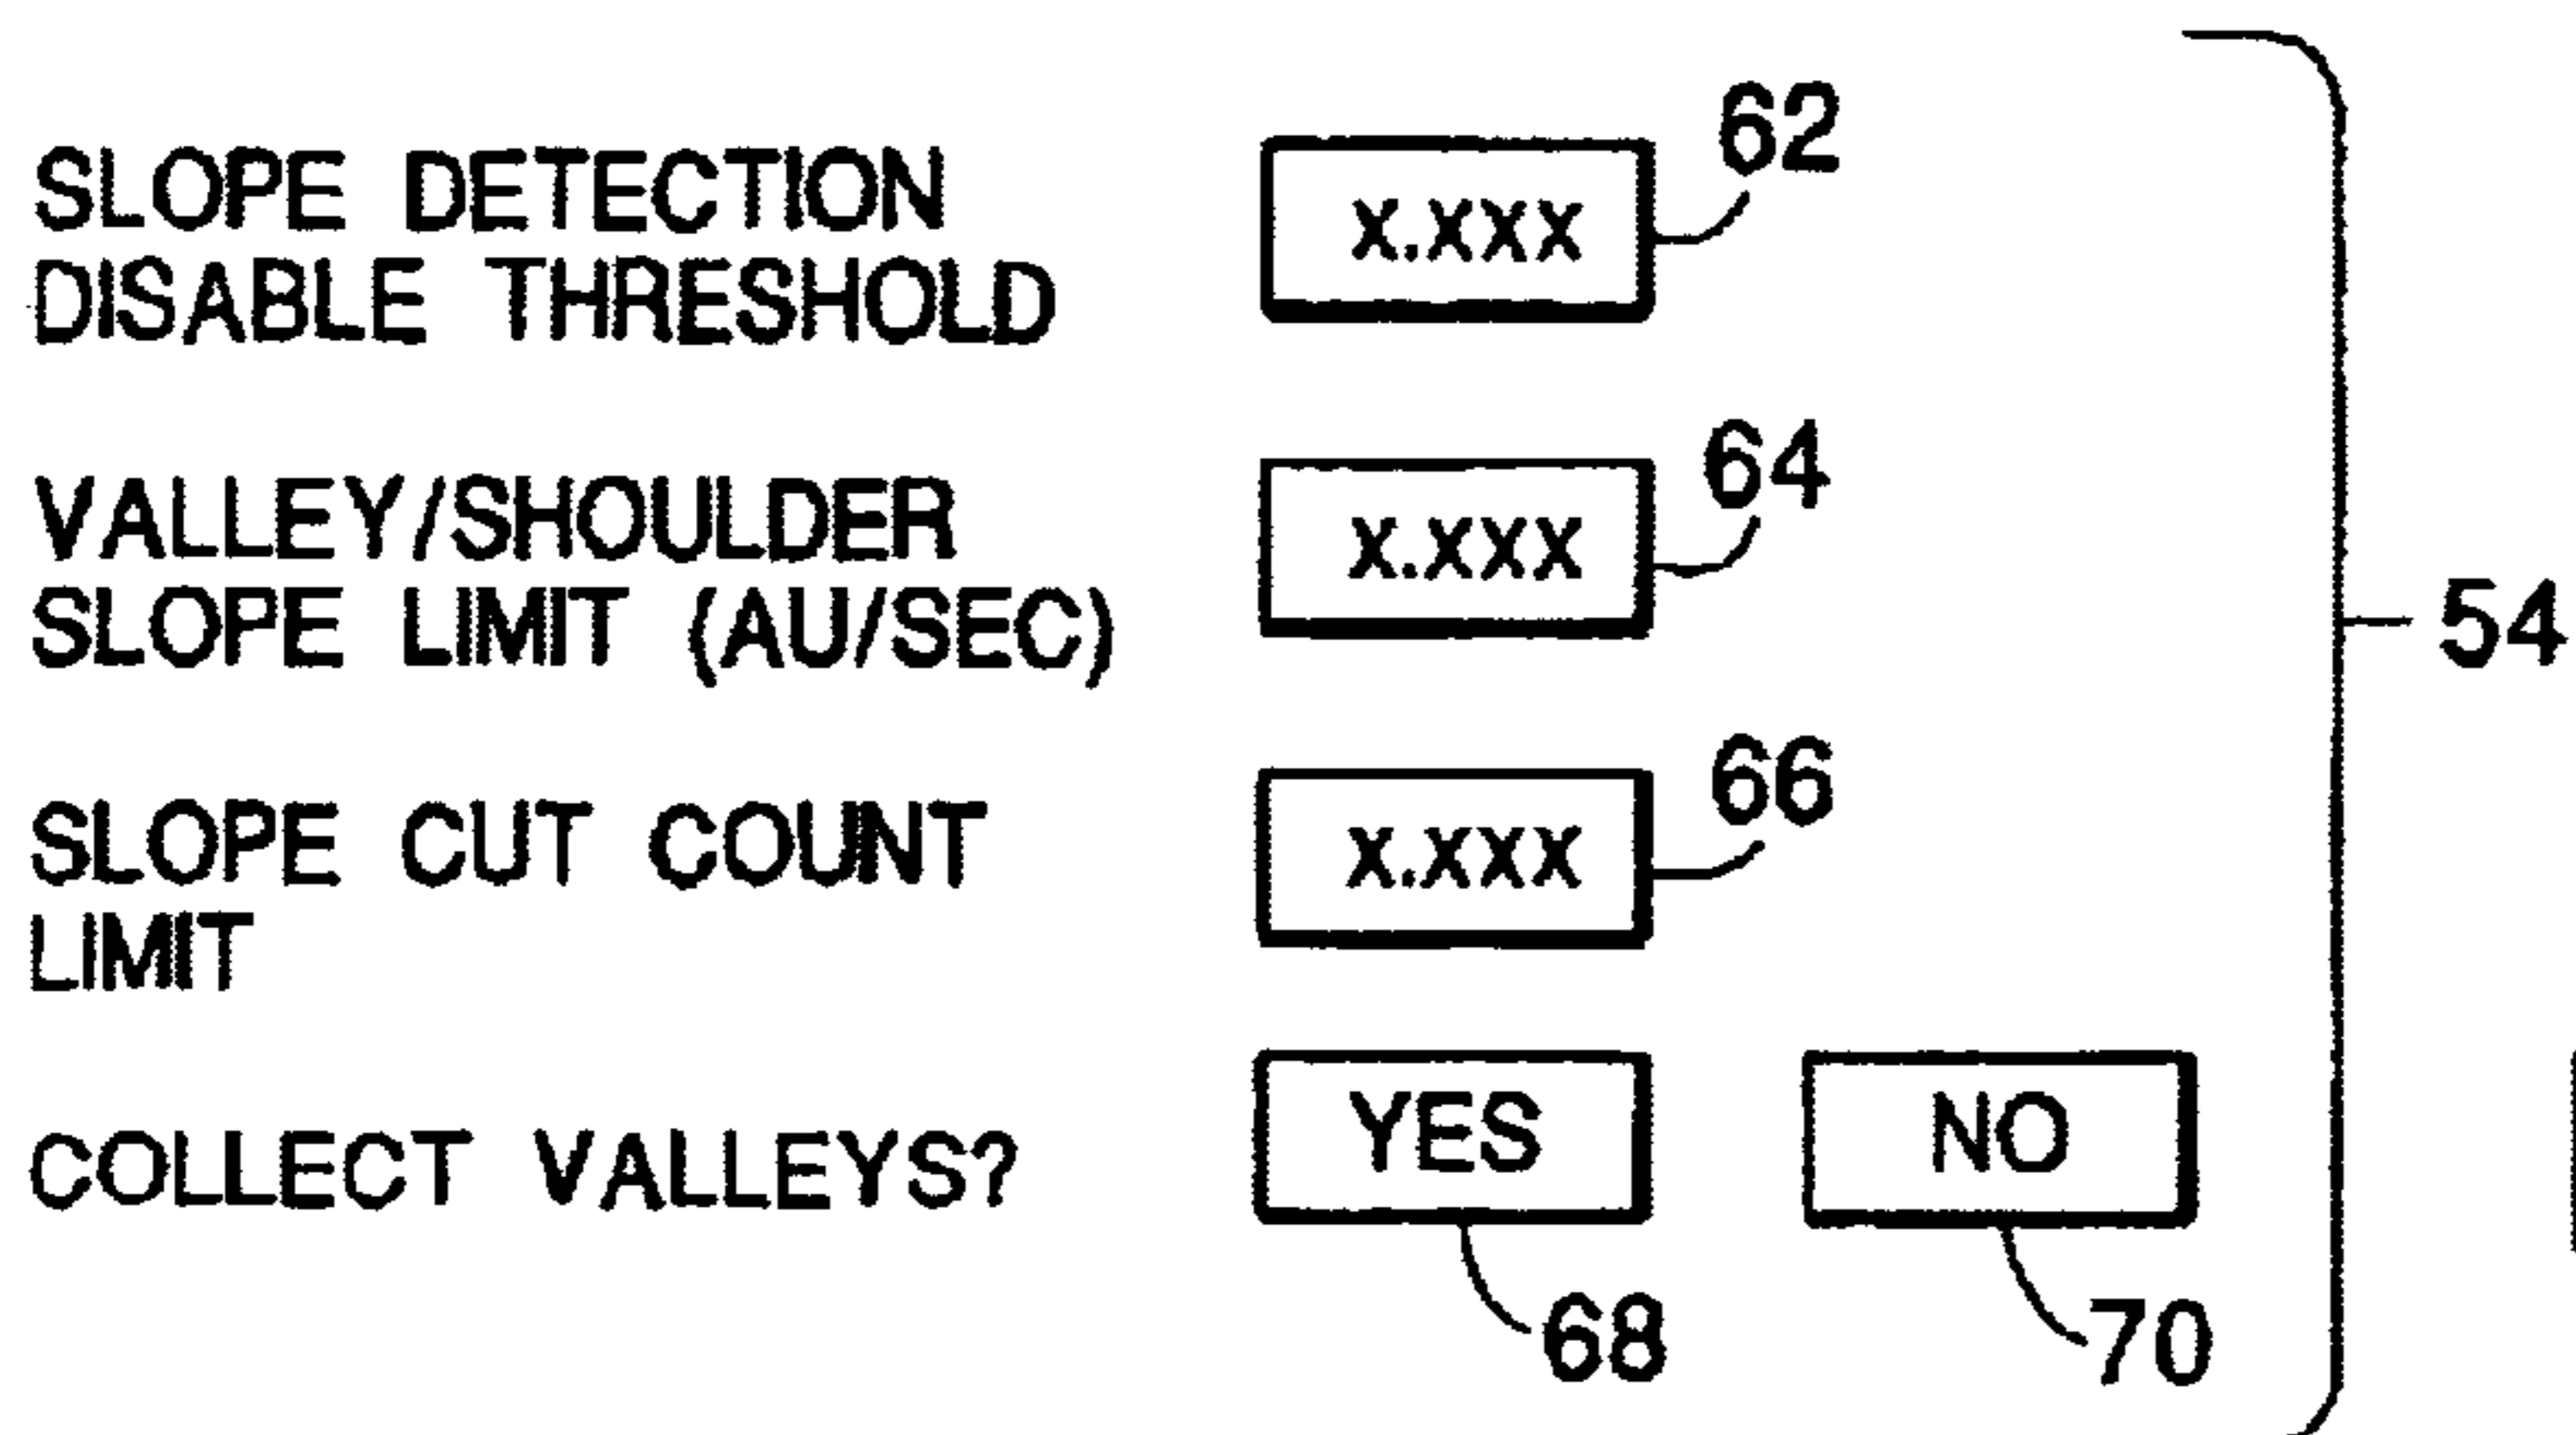 62
SLOPE DETECTION x.xxx
DISABLE THRESHOLD
64
VALLEY/SHOULDER x.xxx
SLOPE LIMIT (AU/SEC) 54
66
SLOPE CUT COUNT x.xxx
LIMIT
COLLECT VALLEYS? YES NO
68 70